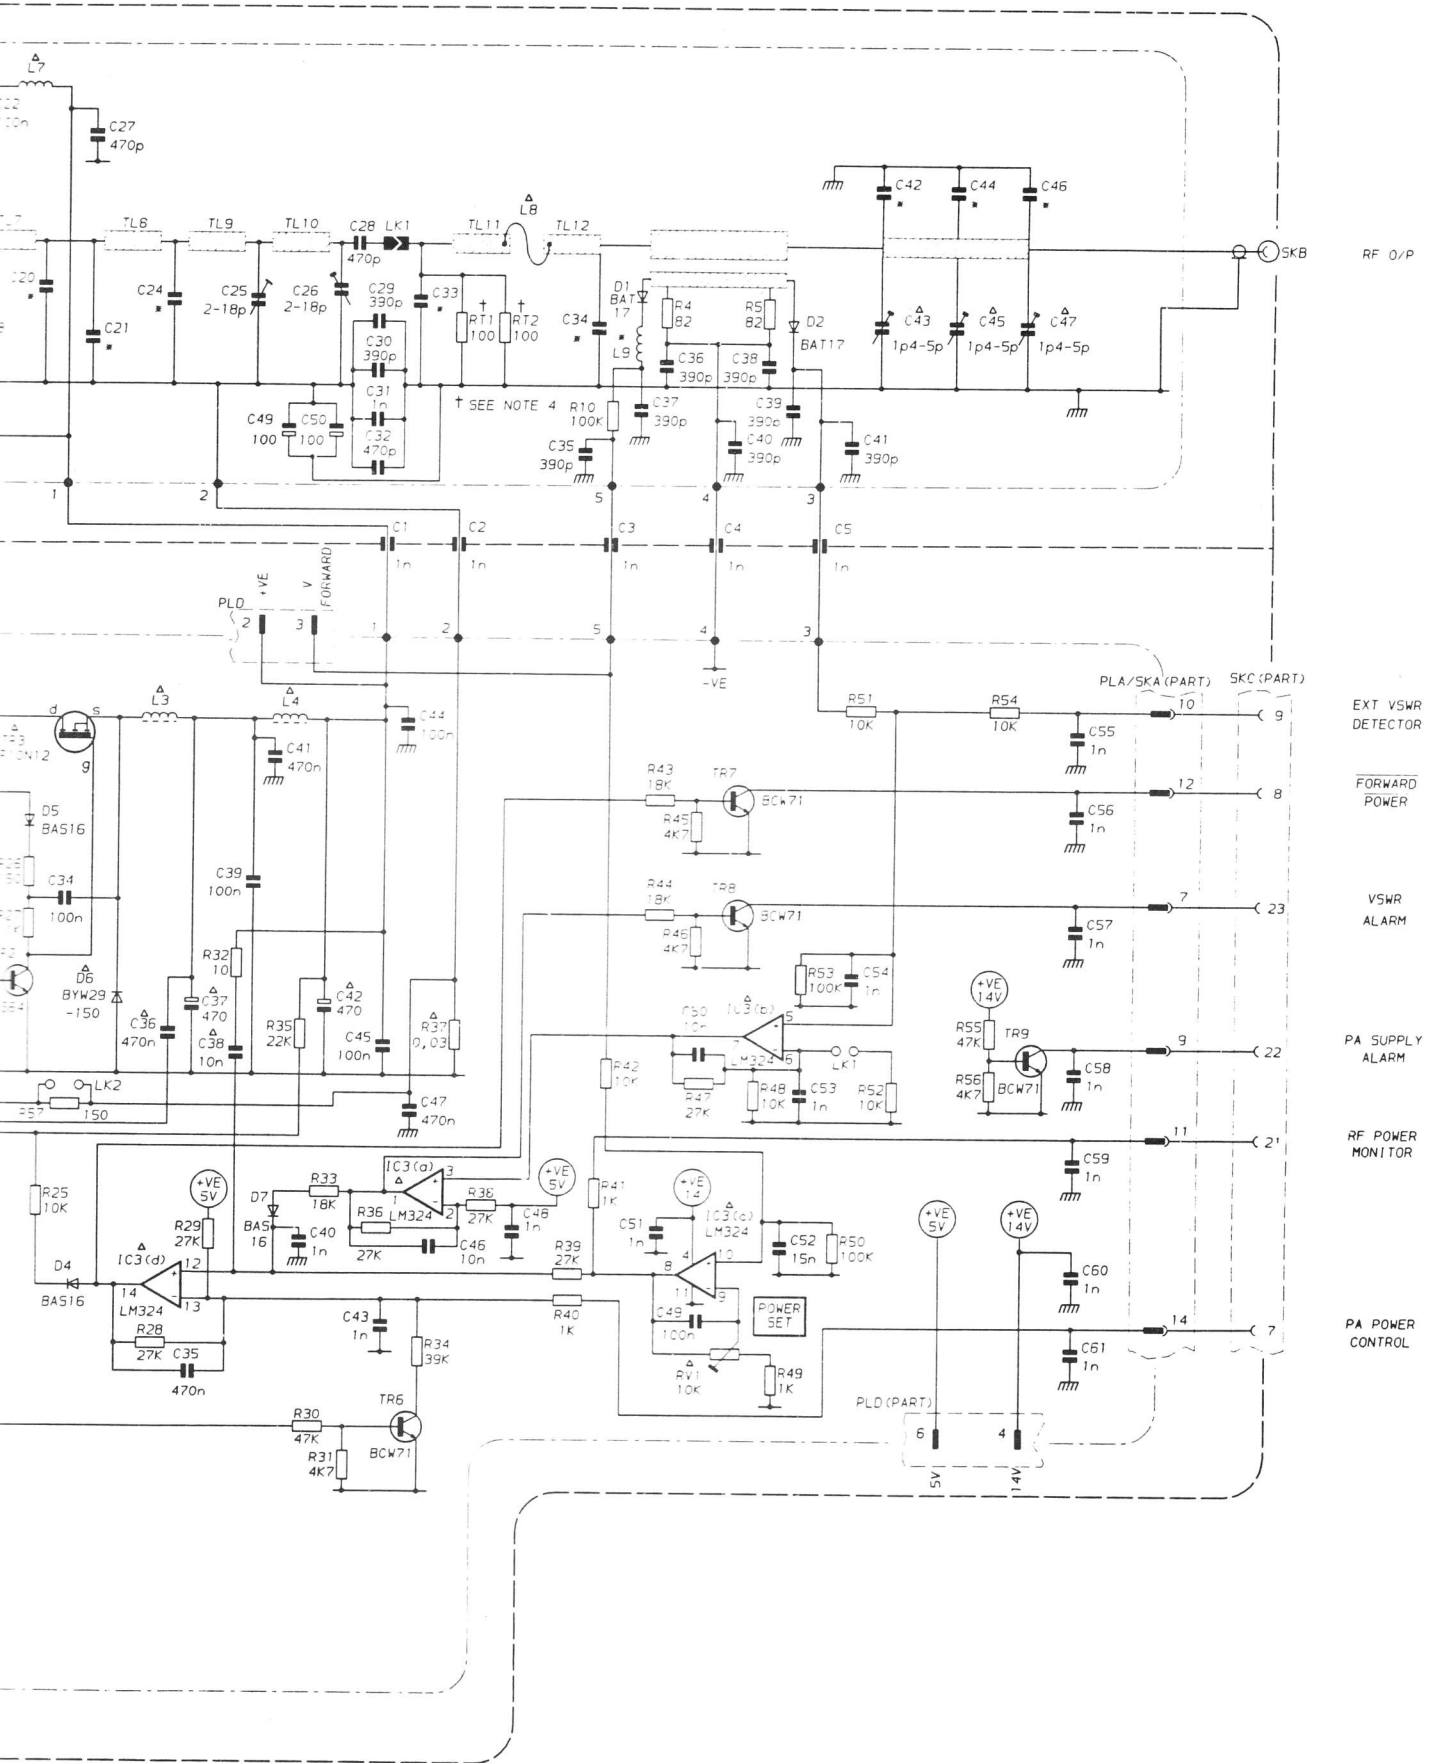 L7
C27
470p
TL8
TL9
TL10
C28
470p
LK1
TL11
L8
TL12
C42
*
C44
*
C46
*
SKB
RF O/P
C20
*
C21
*
C24
*
C25
2-18p
C26
2-18p
C29
390p
C30
390p
C31
1n
C32
470p
C33
*
†
RT1
100
†
RT2
100
C34
*
D1
BAT
17
*
L9
R4
82
R5
82
D2
BAT17
C36
390p
C38
390p
C43
1p4-5p
C45
1p4-5p
C47
1p4-5p
† SEE NOTE 4
C49
100
C50
100
R10
100K
C35
390p
C37
390p
C39
390p
C40
390p
C41
390p
1
2
5
4
3
C1
1n
C2
1n
C3
1n
C4
1n
C5
1n
PLD
2
+VE
3
V
FORWARD
1
2
5
4
3
-VE
PLA/SKA(PART)
SKC(PART)
d
s
g
L3
L4
C44
100n
C41
470n
R51
10K
R54
10K
C55
1n
10
9
EXT VSWR
DETECTOR
D5
BAS16
R43
18K
TR7
BCW71
R45
4K7
C56
1n
12
8
FORWARD
POWER
C34
100n
C39
100n
R44
18K
TR8
BCW71
R46
4K7
C57
1n
7
23
VSWR
ALARM
D6
BYW29
-150
R32
10
C36
470n
C37
470
C38
10n
R35
22K
C42
470
C45
100n
R37
0,03
R53
100K
C54
1n
IC3(b)
5
6
7
LM324
C50
10n
R47
27K
R48
10K
C53
1n
LK1
R52
10K
R42
10K
+VE
14V
R55
47K
TR9
R56
4K7
BCW71
C58
1n
9
22
PA SUPPLY
ALARM
LK2
R57
150
C47
470n
R25
10K
+VE
5V
R29
27K
D7
BAS
16
R33
18K
IC3(a)
3
1
2
LM324
R36
27K
C46
10n
R38
27K
C48
1n
+VE
5V
C40
1n
R39
27K
R41
1K
+VE
14
C51
1n
IC3(c)
LM324
4
10
8
11
9
C52
15n
R50
100K
C59
1n
11
21
RF POWER
MONITOR
+VE
5V
+VE
14V
C60
1n
D4
BAS16
IC3(d)
12
14
13
LM324
R28
27K
C35
470n
C43
1n
R34
39K
R40
1K
C49
100n
POWER
SET
RV1
10K
R49
1K
C61
1n
14
7
PA POWER
CONTROL
R30
47K
R31
4K7
TR6
BCW71
PLD(PART)
6
4
5V
14V